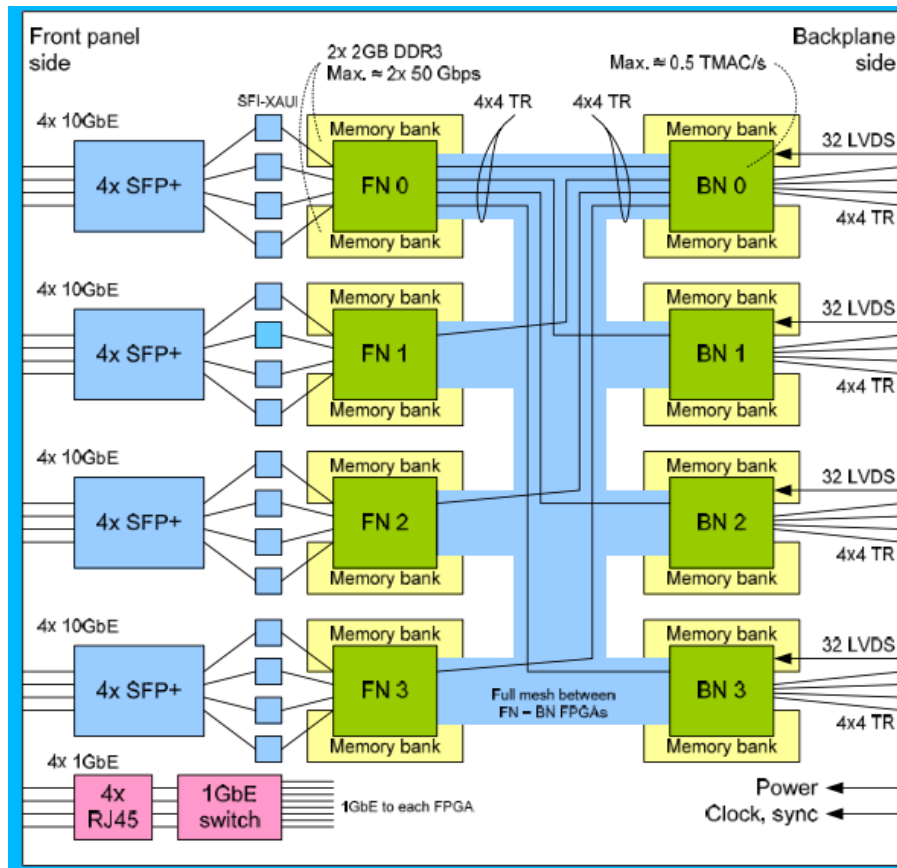 Front panel
side
2x 2GB DDR3
Max. ≈ 2x 50 Gbps
Max. ≈ 0.5 TMAC/s
Backplane
side
SFI-XAUI
4x4 TR
4x4 TR
4x 10GbE
4x SFP+
Memory bank
FN 0
Memory bank
Memory bank
BN 0
Memory bank
32 LVDS
4x4 TR
4x 10GbE
4x SFP+
Memory bank
FN 1
Memory bank
Memory bank
BN 1
Memory bank
32 LVDS
4x4 TR
4x 10GbE
4x SFP+
Memory bank
FN 2
Memory bank
Memory bank
BN 2
Memory bank
32 LVDS
4x4 TR
4x 10GbE
4x SFP+
Memory bank
FN 3
Memory bank
Full mesh between
FN – BN FPGAs
Memory bank
BN 3
Memory bank
32 LVDS
4x4 TR
4x 1GbE
4x
RJ45
1GbE
switch
1GbE to each FPGA
Power
Clock, sync